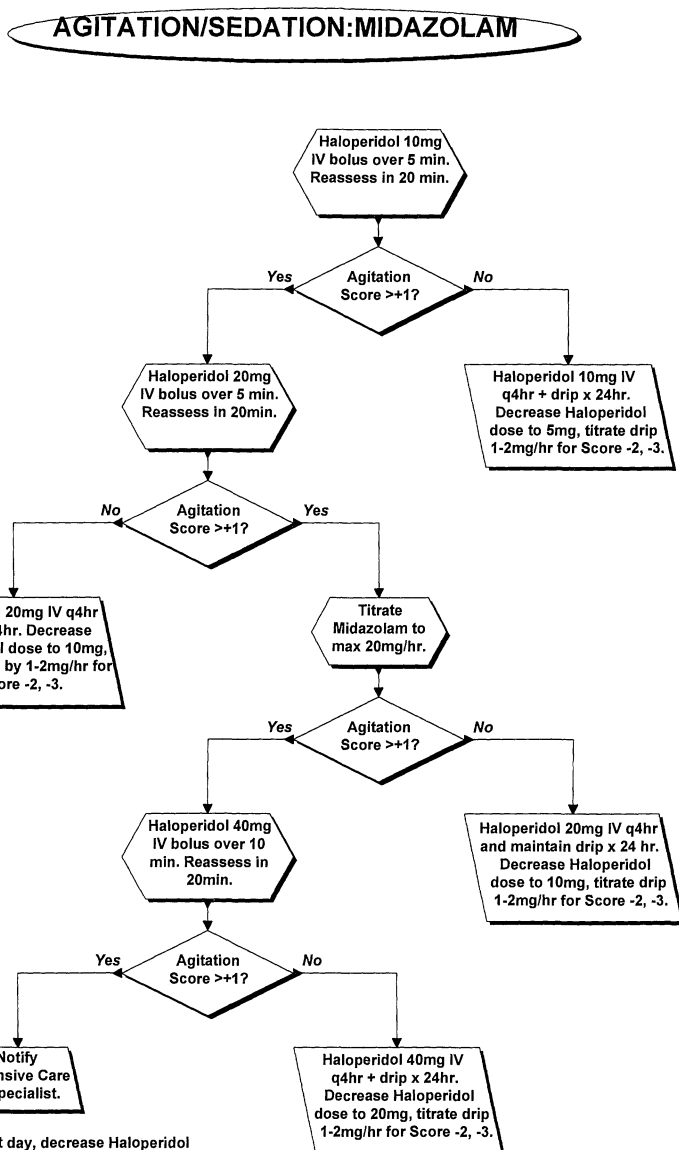 AGITATION/SEDATION:MIDAZOLAM
Haloperidol 10mg
IV bolus over 5 min.
Reassess in 20 min.
Yes
Agitation
Score >+1?
No
Haloperidol 20mg
IV bolus over 5 min.
Reassess in 20min.
Haloperidol 10mg IV
q4hr + drip x 24hr.
Decrease Haloperidol
dose to 5mg, titrate drip
1-2mg/hr for Score -2, -3.
No
Agitation
Score >+1?
Yes
20mg IV q4hr
4hr. Decrease
dose to 10mg,
by 1-2mg/hr for
-2, -3.
Titrate
Midazolam to
max 20mg/hr.
Yes
Agitation
Score >+1?
No
Haloperidol 40mg
IV bolus over 10
min. Reassess in
20min.
Haloperidol 20mg IV q4hr
and maintain drip x 24 hr.
Decrease Haloperidol
dose to 10mg, titrate drip
1-2mg/hr for Score -2, -3.
Yes
Agitation
Score >+1?
No
Notify
nsive Care
pecialist.
Haloperidol 40mg IV
q4hr + drip x 24hr.
Decrease Haloperidol
dose to 20mg, titrate drip
1-2mg/hr for Score -2, -3.
t day, decrease Haloperidol